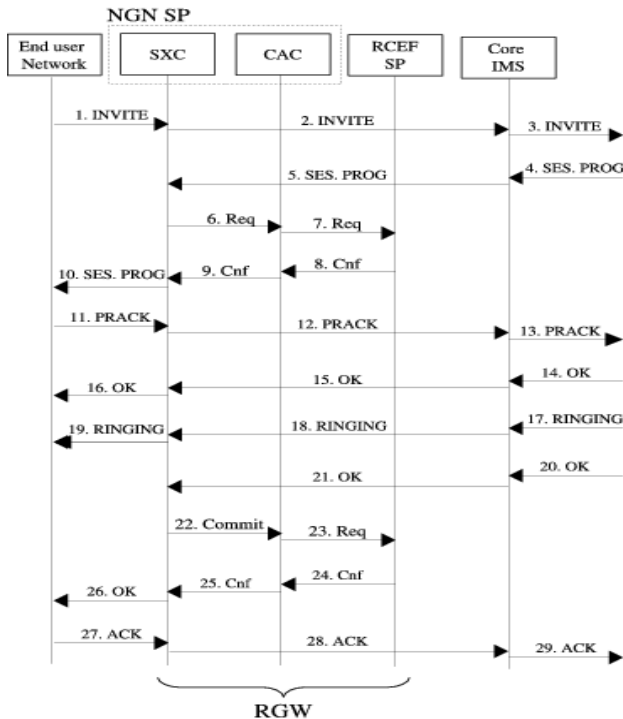 NGN SP
End user
Network
SXC
CAC
RCEF
SP
Core
IMS
1. INVITE
2. INVITE
3. INVITE
4. SES. PROG
5. SES. PROG
6. Req
7. Req
8. Cnf
9. Cnf
10. SES. PROG
11. PRACK
12. PRACK
13. PRACK
14. OK
15. OK
16. OK
17. RINGING
18. RINGING
19. RINGING
20. OK
21. OK
22. Commit
23. Req
24. Cnf
25. Cnf
26. OK
27. ACK
28. ACK
29. ACK
RGW